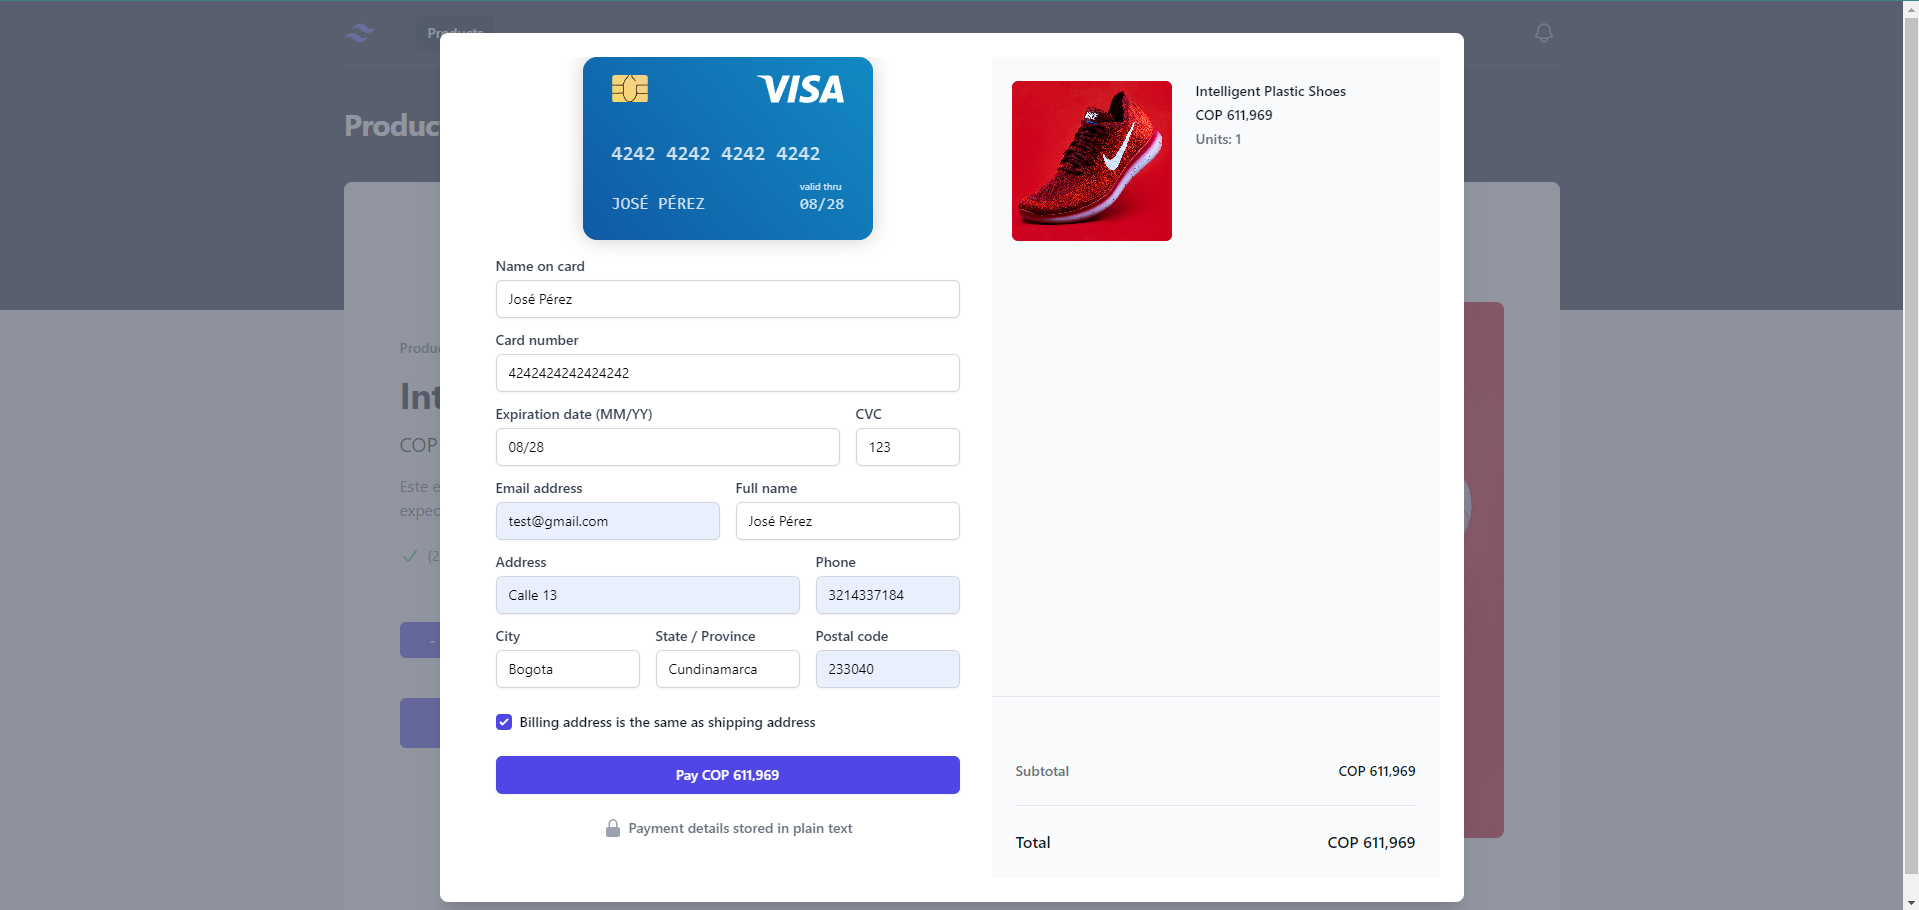 Products
Produc
Produc
Int
COP
Este e
expec
(2
-
VISA
4242 4242 4242 4242
valid thru
JOSÉ PÉREZ 08/28
Name on card
José Pérez
Card number
4242424242424242
Expiration date (MM/YY) CVC
08/28 123
Email address Full name
test@gmail.com José Pérez
Address Phone
Calle 13 3214337184
City State / Province Postal code
Bogota Cundinamarca 233040
Billing address is the same as shipping address
Pay COP 611,969
Payment details stored in plain text
NIKE
Intelligent Plastic Shoes
COP 611,969
Units: 1
Subtotal COP 611,969
Total COP 611,969